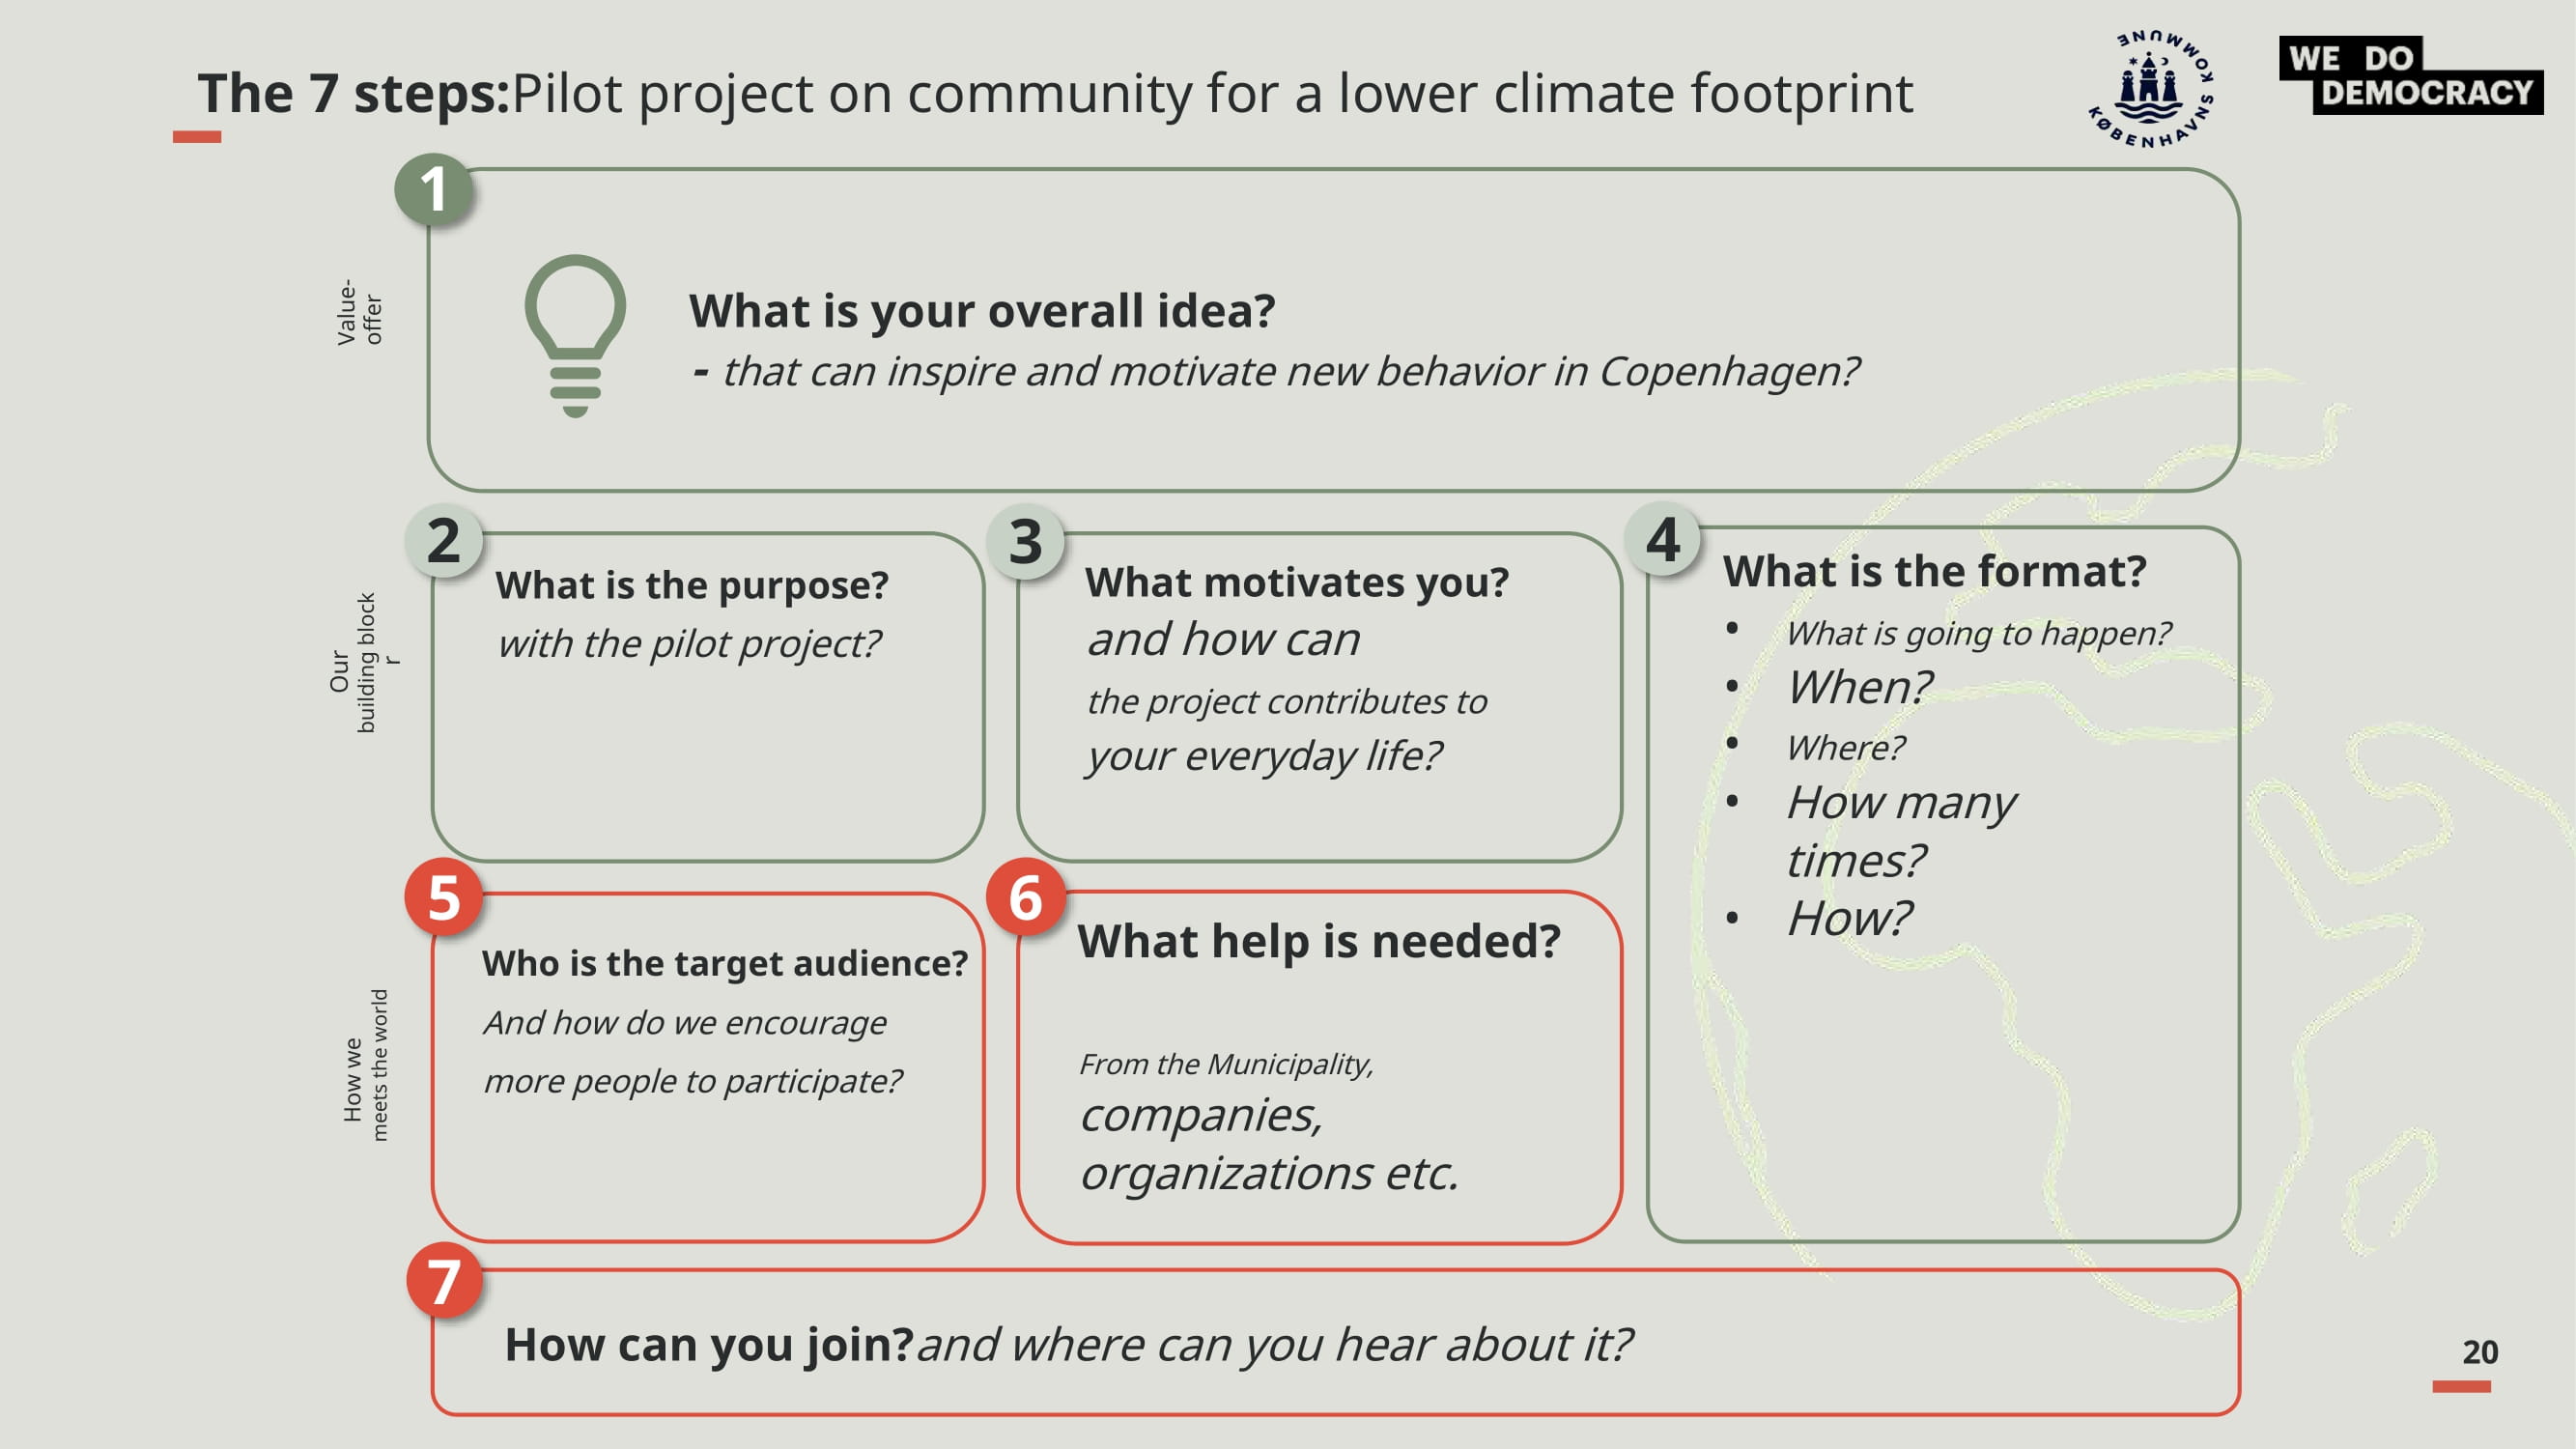 The 7 steps:Pilot project on community for a lower climate footprint
KØBENHAVNS KOMMUNE
WE DO
DEMOCRACY
1
Value-
offer
What is your overall idea?
- that can inspire and motivate new behavior in Copenhagen?
Our
building block
r
2
What is the purpose?
with the pilot project?
3
What motivates you?
and how can
the project contributes to
your everyday life?
4
What is the format?
• What is going to happen?
• When?
• Where?
• How many
times?
• How?
How we
meets the world
5
Who is the target audience?
And how do we encourage
more people to participate?
6
What help is needed?
From the Municipality,
companies,
organizations etc.
7
How can you join?and where can you hear about it?
20